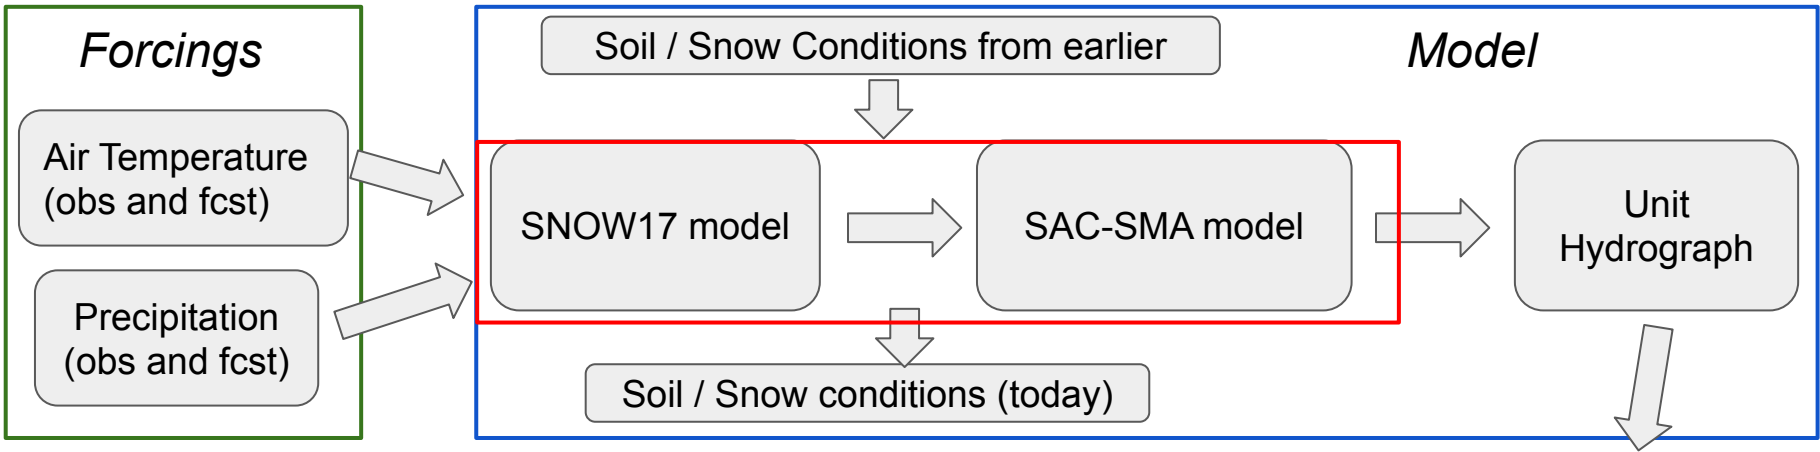 Forcings
Air Temperature
(obs and fcst)
Precipitation
(obs and fcst)
Soil / Snow Conditions from earlier
Model
SNOW17 model
SAC-SMA model
Unit
Hydrograph
Soil / Snow conditions (today)